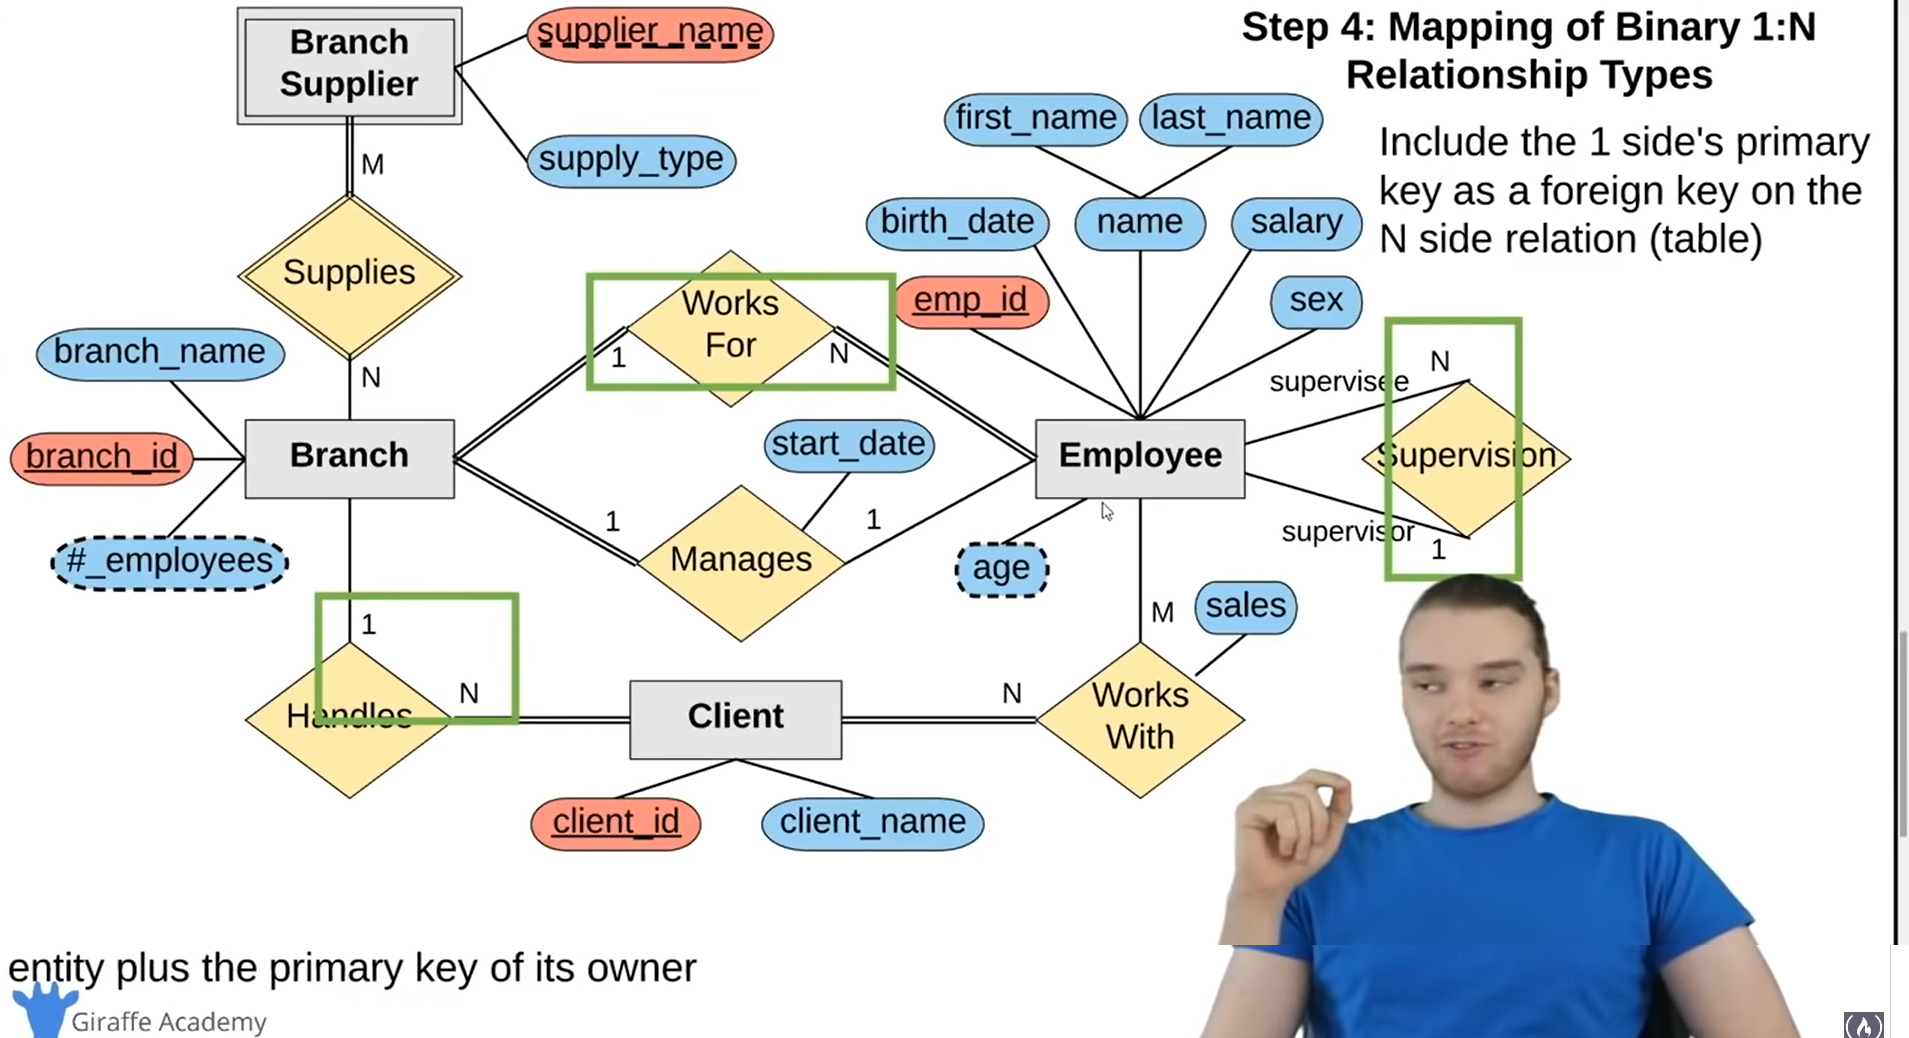 Step 4: Mapping of Binary 1:N
Relationship Types
Include the 1 side's primary
key as a foreign key on the
N side relation (table)
Branch
Supplier
supplier_name
supply_type
M
Supplies
N
first_name
last_name
birth_date
name
salary
emp_id
sex
Works
For
1
N
branch_name
branch_id
#_employees
Branch
start_date
Employee
supervisee
N
Supervision
supervisor
1
1
Manages
1
age
1
Handles
N
Client
N
M
sales
Works
With
client_id
client_name
entity plus the primary key of its owner
Giraffe Academy